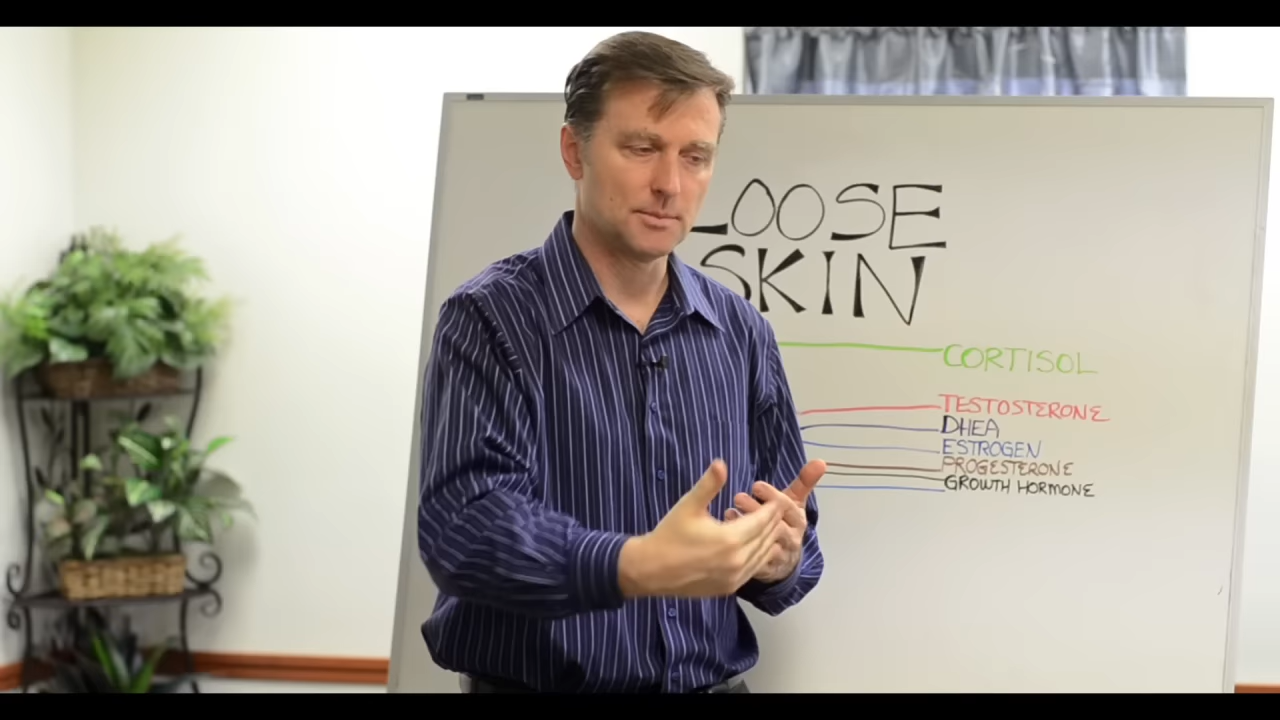 LOOSE
SKIN
CORTISOL
TESTOSTERONE
DHEA
ESTROGEN
PROGESTERONE
GROWTH HORMONE